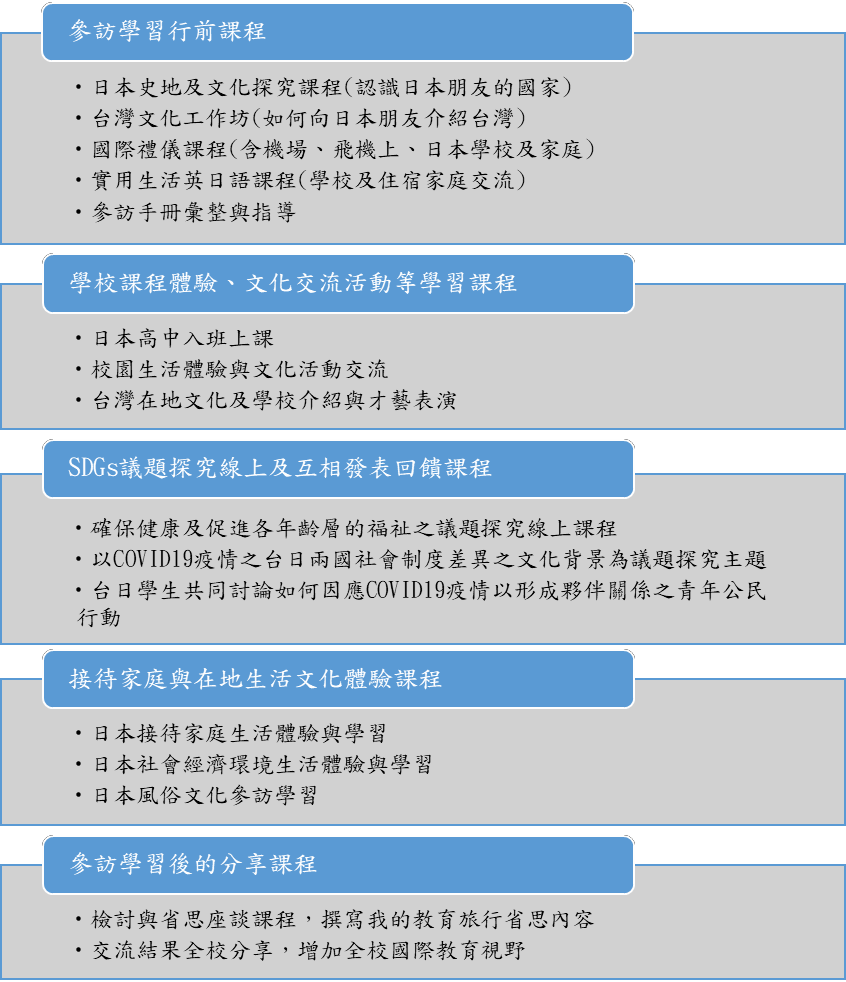 參訪學習行前課程
・日本史地及文化探究課程(認識日本朋友的國家)
・台灣文化工作坊(如何向日本朋友介紹台灣)
・國際禮儀課程(含機場、飛機上、日本學校及家庭)
・實用生活英日語課程(學校及住宿家庭交流)
・參訪手冊彙整與指導
學校課程體驗、文化交流活動等學習課程
・日本高中入班上課
・校園生活體驗與文化活動交流
・台灣在地文化及學校介紹與才藝表演
SDGs議題探究線上及互相發表回饋課程
・確保健康及促進各年齡層的福祉之議題探究線上課程
・以COVID19疫情之台日兩國社會制度差異之文化背景為議題探究主題
・台日學生共同討論如何因應COVID19疫情以形成夥伴關係之青年公民
行動
接待家庭與在地生活文化體驗課程
・日本接待家庭生活體驗與學習
・日本社會經濟環境生活體驗與學習
・日本風俗文化參訪學習
參訪學習後的分享課程
・檢討與省思座談課程，撰寫我的教育旅行省思內容
・交流結果全校分享，增加全校國際教育視野